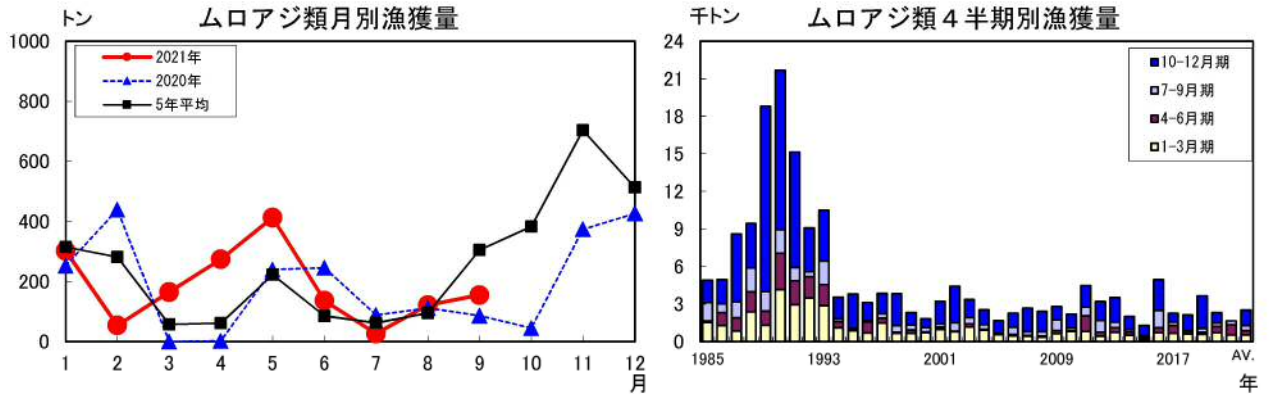 トン
ムロアジ類月別漁獲量
1000
800
600
400
200
0
2021年
2020年
5年平均
1 2 3 4 5 6 7 8 9 10 11 12
月
千トン
ムロアジ類４半期別漁獲量
24
21
18
15
12
9
6
3
0
10-12月期
7-9月期
4-6月期
1-3月期
1985 1993 2001 2009 2017 AV.
年